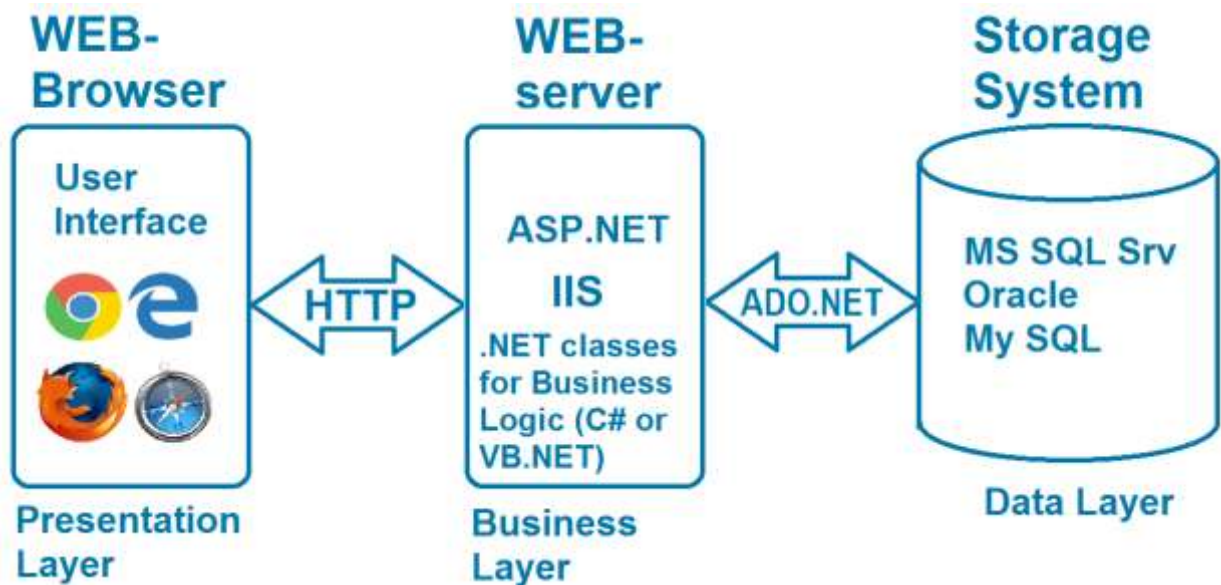 WEB-
Browser
User
Interface
Presentation
Layer
HTTP
WEB-
server
ASP.NET
IIS
.NET classes
for Business
Logic (C# or
VB.NET)
Business
Layer
ADO.NET
Storage
System
MS SQL Srv
Oracle
My SQL
Data Layer